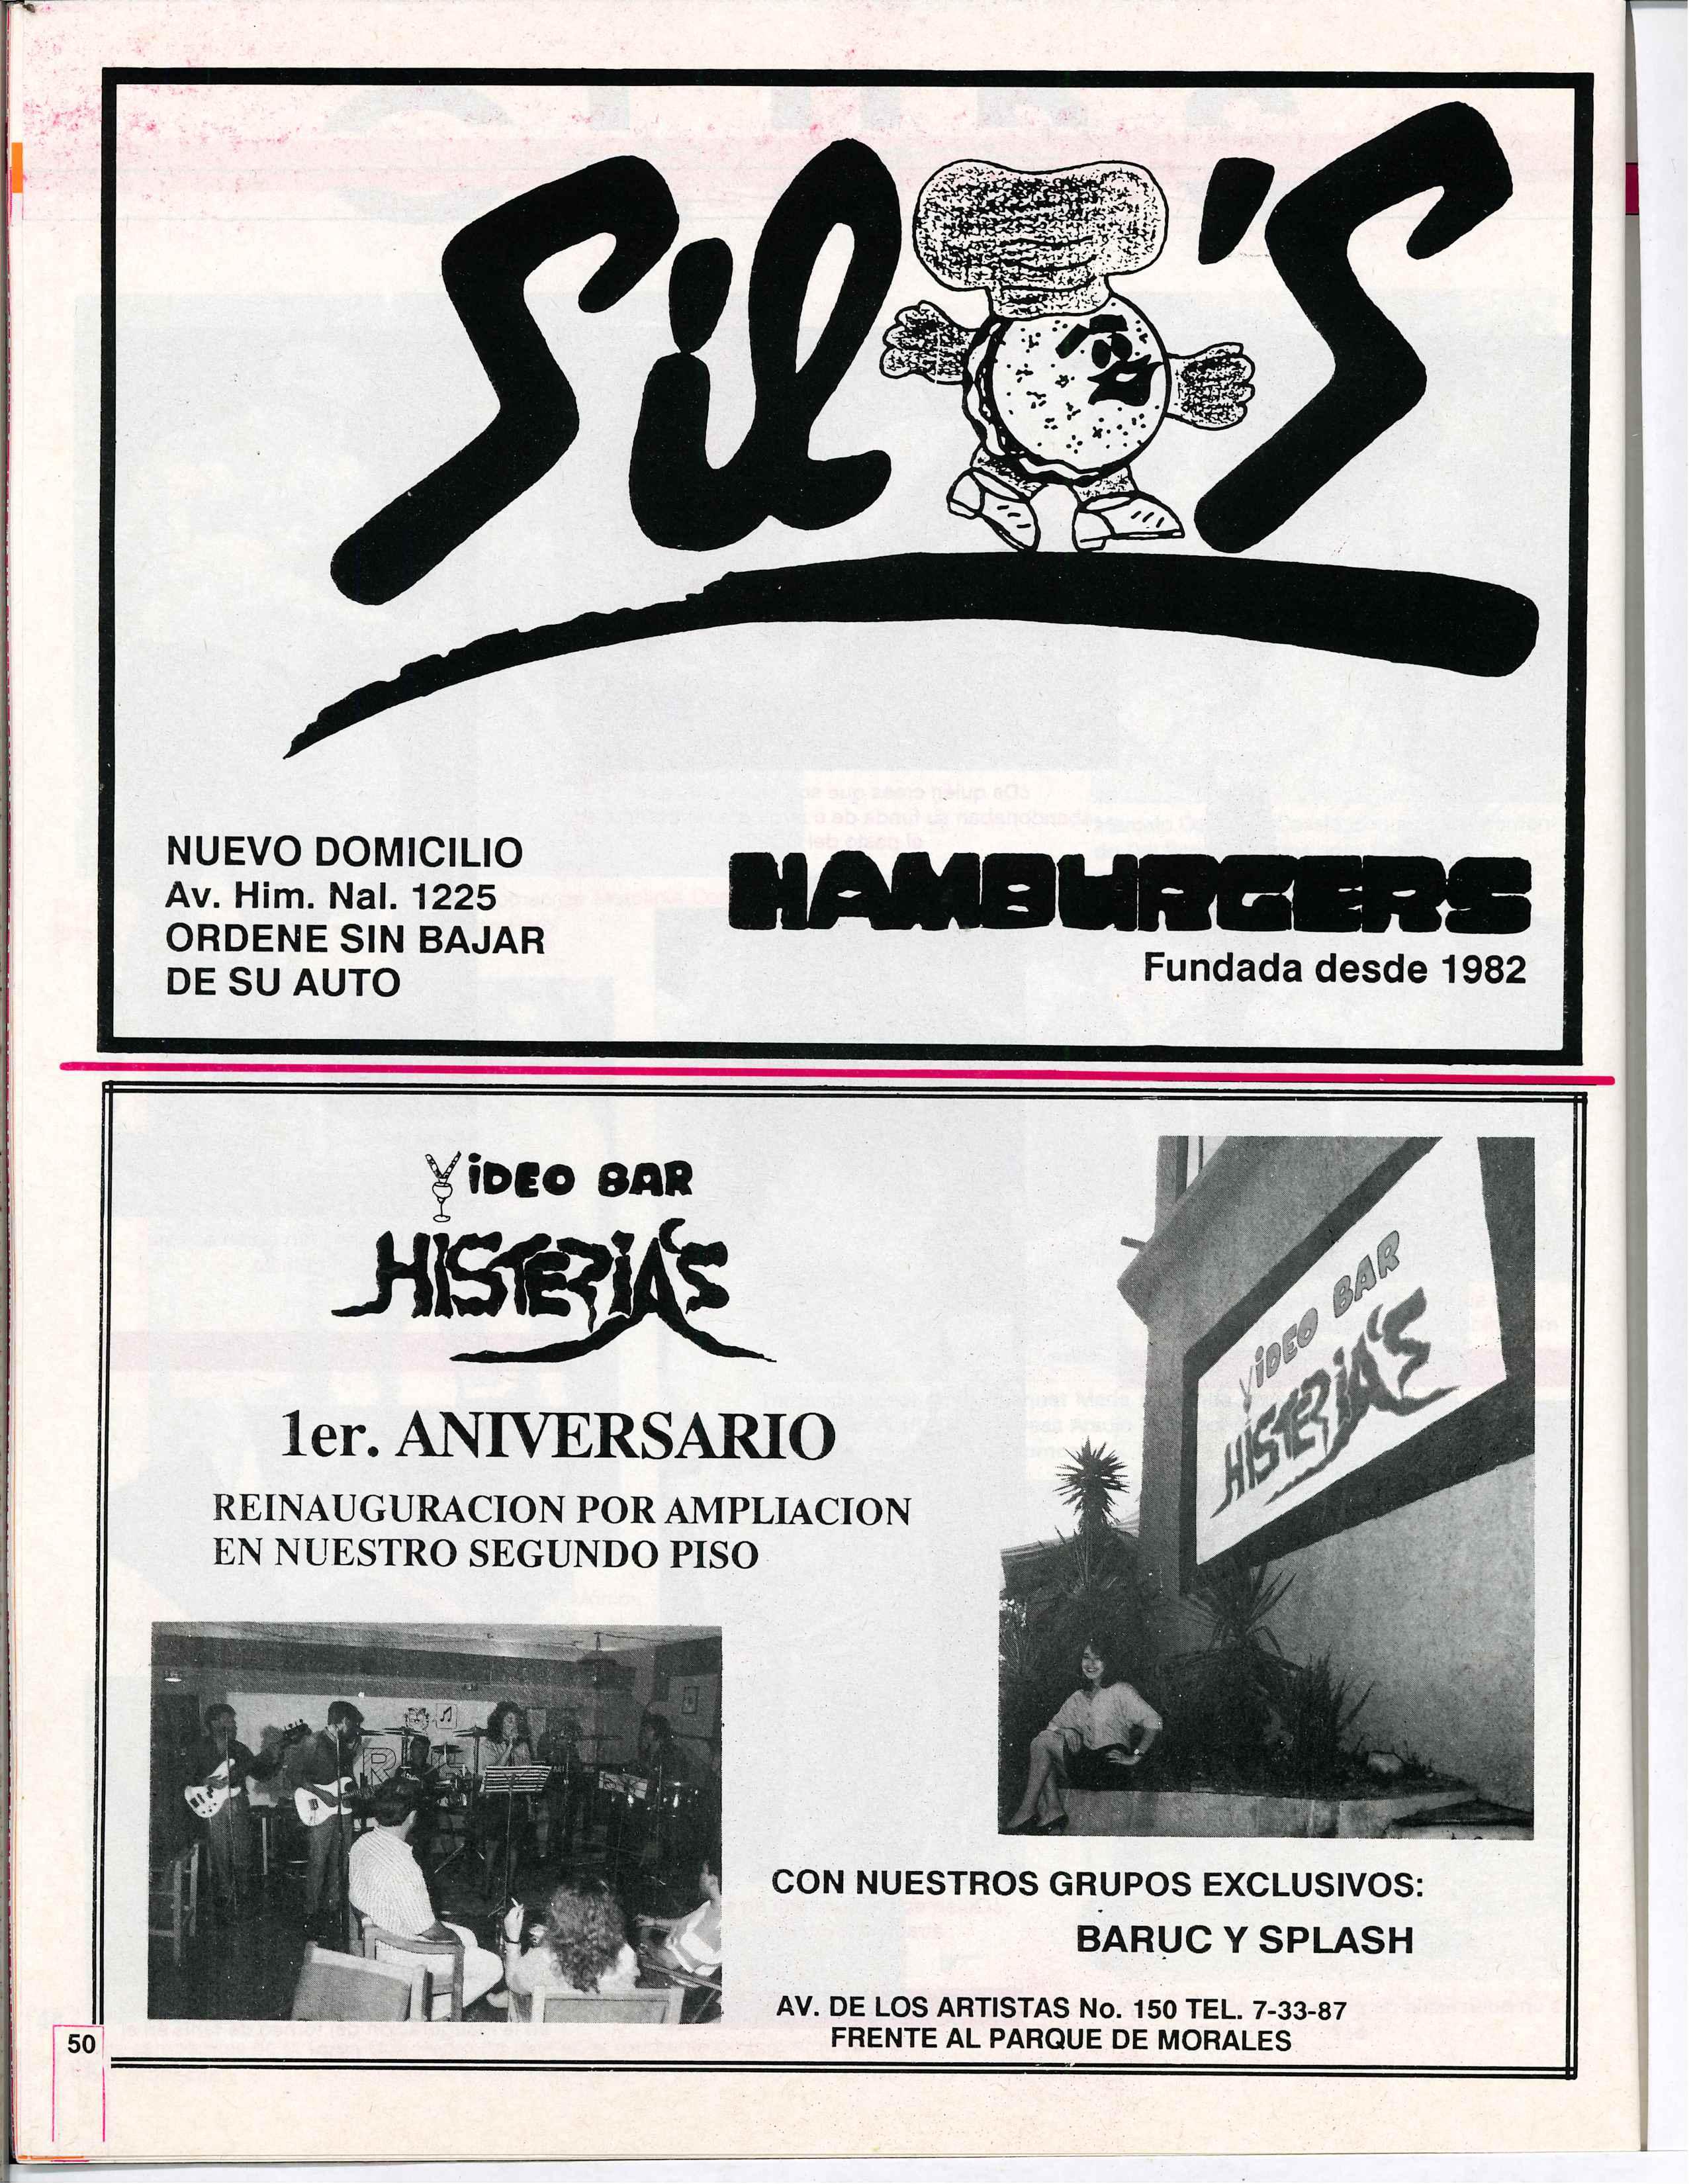 Sil's
NUEVO DOMICILIO
Av. Him. Nal. 1225
ORDENE SIN BAJAR
DE SU AUTO
HAMBURGERS
Fundada desde 1982
VIDEO BAR
HISTERIA'S
1er. ANIVERSARIO
REINAUGURACION POR AMPLIACION
EN NUESTRO SEGUNDO PISO
VIDEO BAR
HISTERIA'S
CON NUESTROS GRUPOS EXCLUSIVOS:
BARUC Y SPLASH
AV. DE LOS ARTISTAS No. 150 TEL. 7-33-87
FRENTE AL PARQUE DE MORALES
50